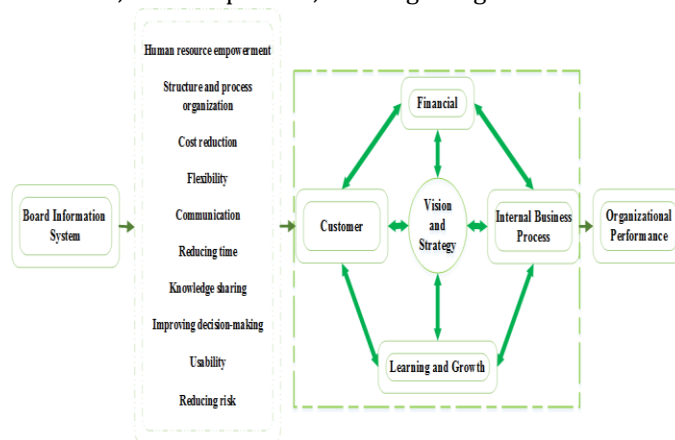 Human resource empowerment
Structure and process
organization
Cost reduction
Flexibility
Communication
Reducing time
Knowledge sharing
Improving decision-making
Usability
Reducing risk
Board Information
System
Financial
Customer
Vision
and
Strategy
Internal Business
Process
Learning and Growth
Organizational
Performance